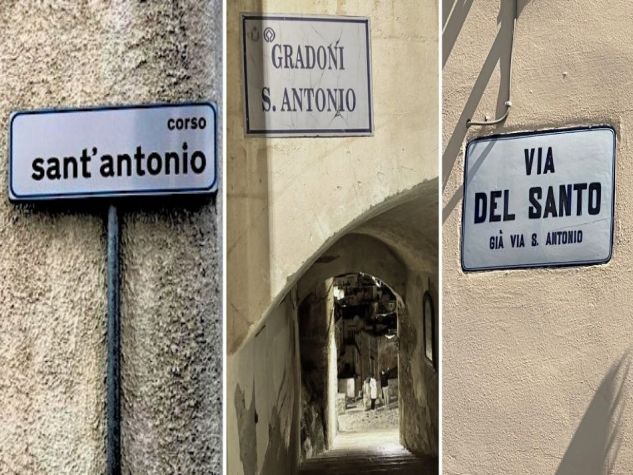 corso
sant'antonio
GRADONI
S. ANTONIO
VIA
DEL SANTO
GIÀ VIA S. ANTONIO